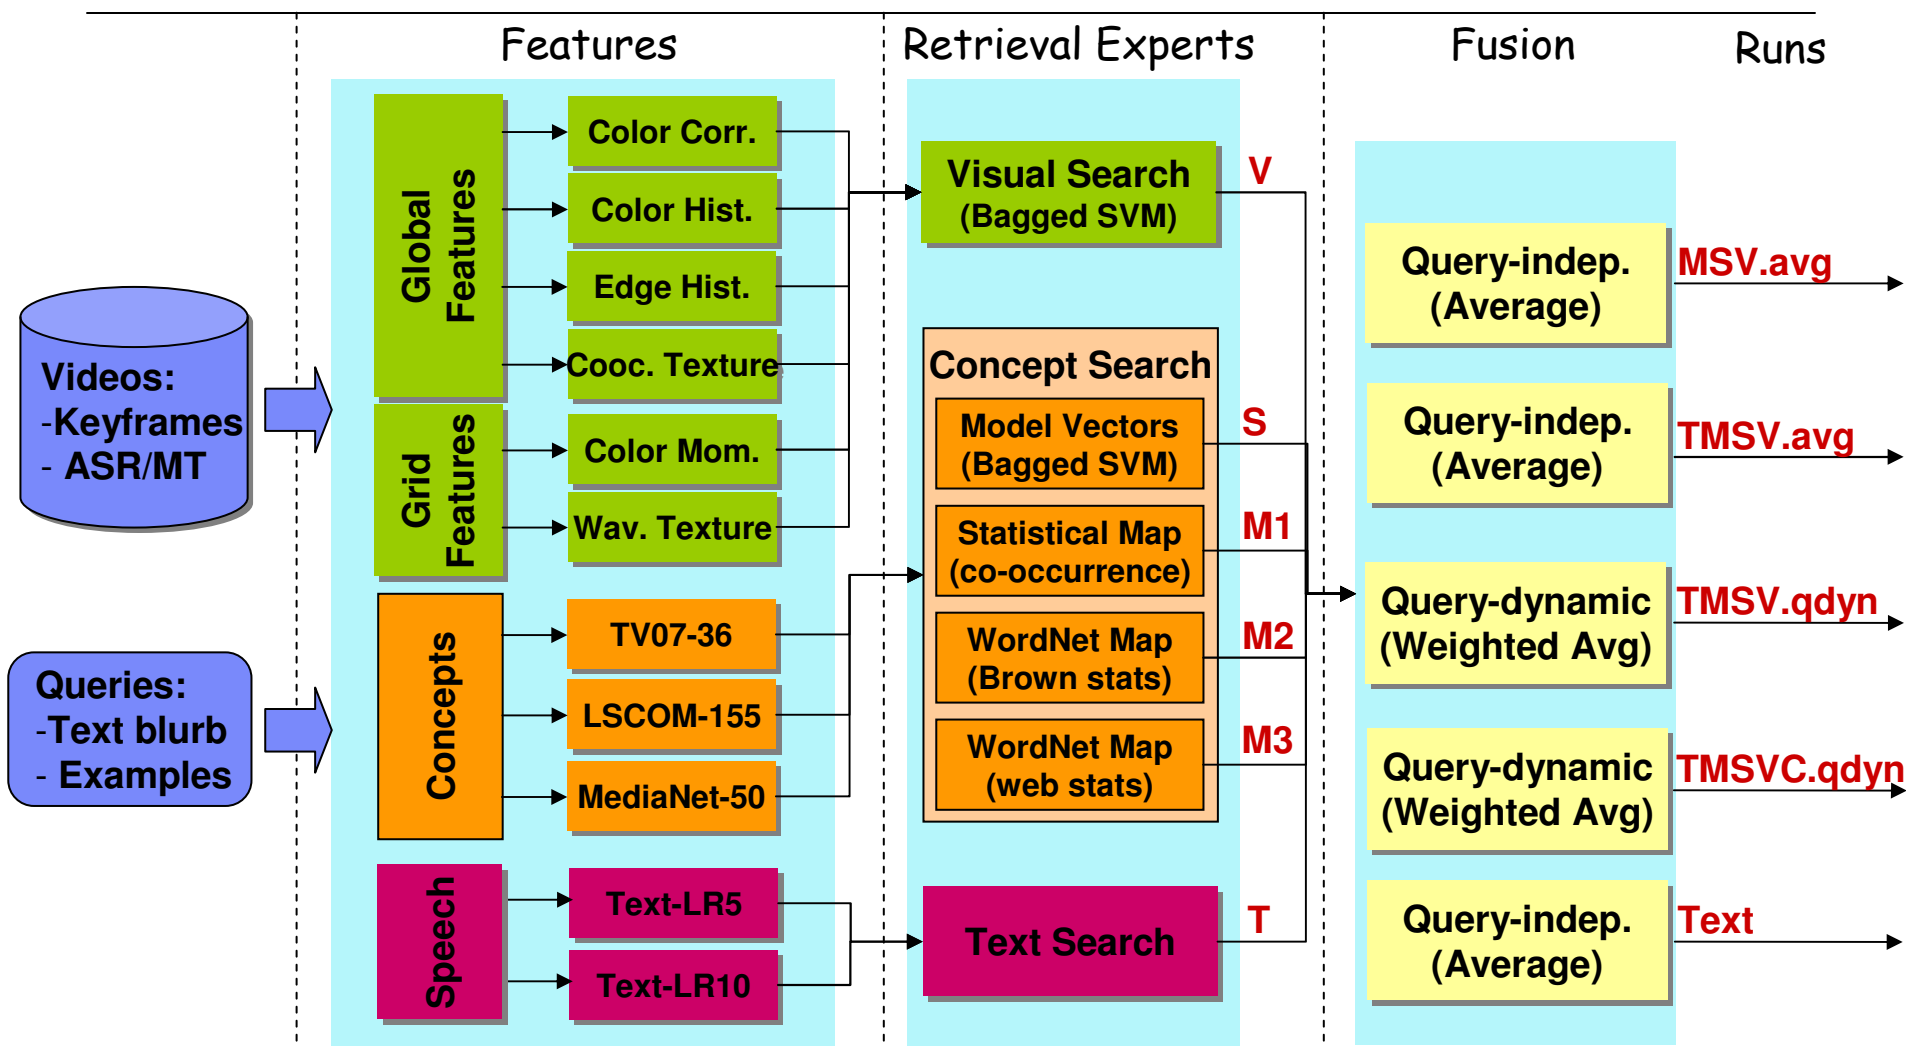 Features
Retrieval Experts
Fusion
Runs
Videos:
-Keyframes
- ASR/MT
Queries:
-Text blurb
- Examples
Global
Features
Color Corr.
Color Hist.
Edge Hist.
Cooc. Texture
Grid
Features
Color Mom.
Wav. Texture
Concepts
TV07-36
LSCOM-155
MediaNet-50
Speech
Text-LR5
Text-LR10
Visual Search
(Bagged SVM)
V
Concept Search
Model Vectors
(Bagged SVM)
S
Statistical Map
(co-occurrence)
M1
WordNet Map
(Brown stats)
M2
WordNet Map
(web stats)
M3
Text Search
T
Query-indep.
(Average)
MSV.avg
Query-indep.
(Average)
TMSV.avg
Query-dynamic
(Weighted Avg)
TMSV.qdyn
Query-dynamic
(Weighted Avg)
TMSVC.qdyn
Query-indep.
(Average)
Text